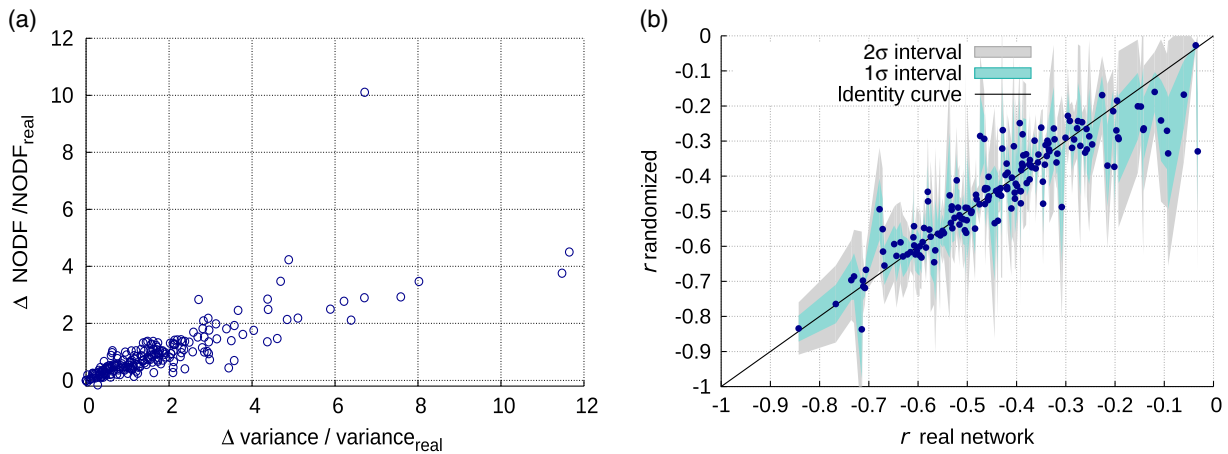 (a)
Δ NODF /NODFreal
12
10
8
6
4
2
0
0 2 4 6 8 10 12
Δ variance / variancereal
(b)
2σ interval
1σ interval
Identity curve
r randomized
0
-0.1
-0.2
-0.3
-0.4
-0.5
-0.6
-0.7
-0.8
-0.9
-1
-1 -0.9 -0.8 -0.7 -0.6 -0.5 -0.4 -0.3 -0.2 -0.1 0
r real network